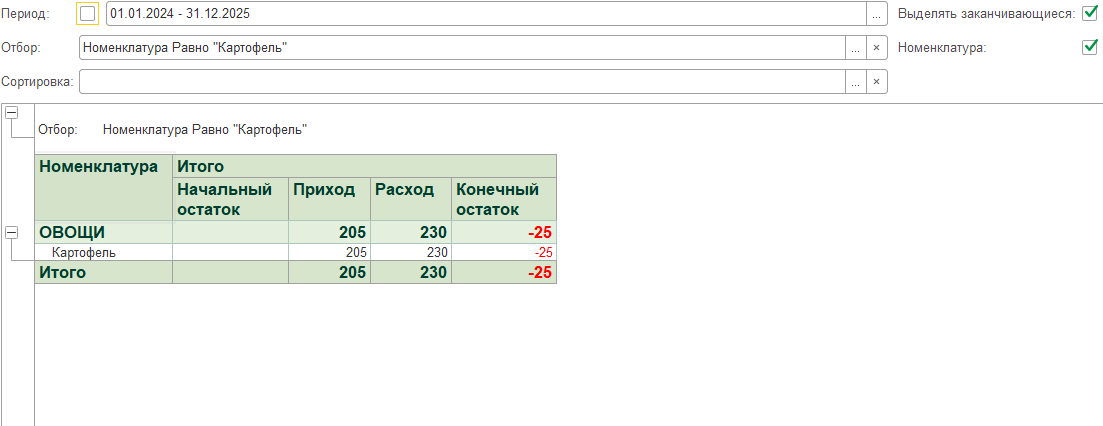 Период: 01.01.2024 - 31.12.2025 ... Выделять заканчивающиеся:
Отбор: Номенклатура Равно "Картофель" ... × Номенклатура:
Сортировка: ... ×
Отбор: Номенклатура Равно "Картофель"
Номенклатура Итого
Начальный остаток Приход Расход Конечный остаток
ОВОЩИ 205 230 -25
Картофель 205 230 -25
Итого 205 230 -25